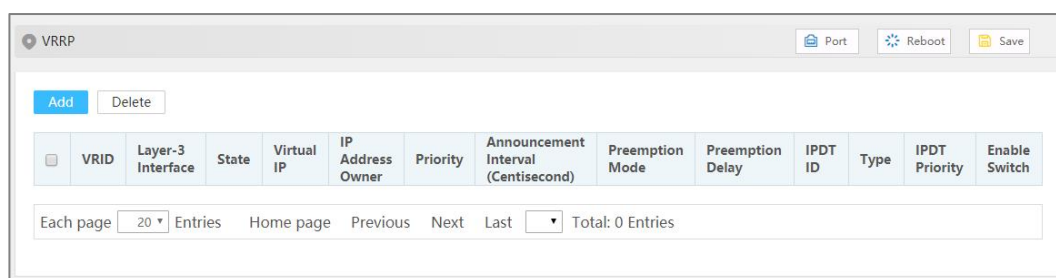 VRRP Port Reboot Save
Add Delete
VRID Layer-3 Interface State Virtual IP IP Address Owner Priority Announcement Interval (Centisecond) Preemption Mode Preemption Delay IPDT ID Type IPDT Priority Enable Switch
Each page 20 Entries Home page Previous Next Last Total: 0 Entries